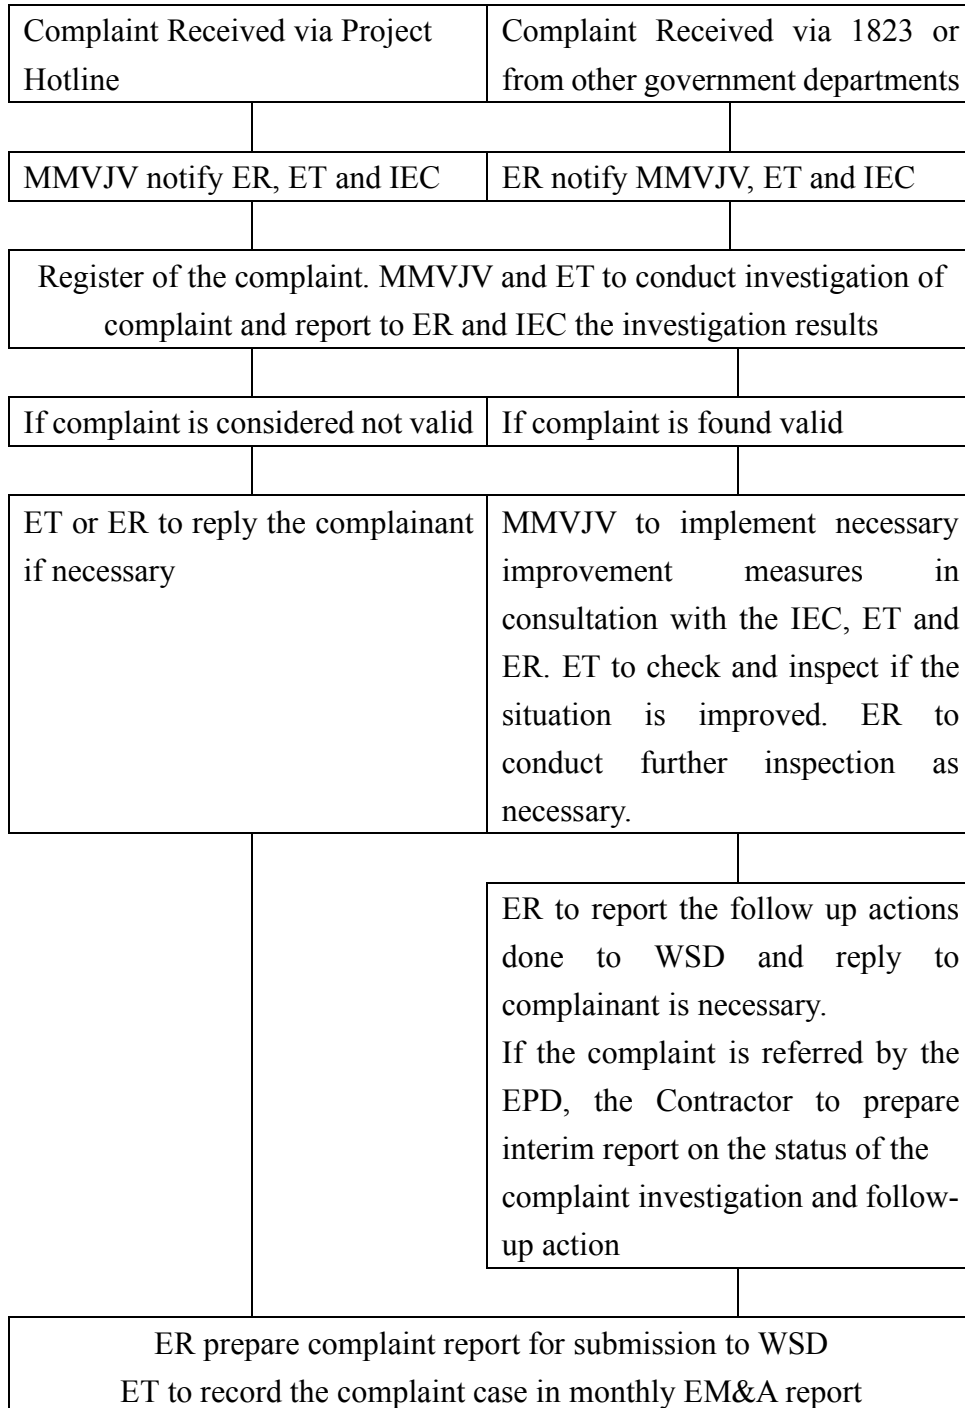 Complaint Received via Project
Hotline
Complaint Received via 1823 or
from other government departments
MMVJV notify ER, ET and IEC
ER notify MMVJV, ET and IEC
Register of the complaint. MMVJV and ET to conduct investigation of
complaint and report to ER and IEC the investigation results
If complaint is considered not valid
If complaint is found valid
ET or ER to reply the complainant
if necessary
MMVJV to implement necessary
improvement measures in
consultation with the IEC, ET and
ER. ET to check and inspect if the
situation is improved. ER to
conduct further inspection as
necessary.
ER to report the follow up actions
done to WSD and reply to
complainant is necessary.
If the complaint is referred by the
EPD, the Contractor to prepare
interim report on the status of the
complaint investigation and follow-
up action
ER prepare complaint report for submission to WSD
ET to record the complaint case in monthly EM&A report